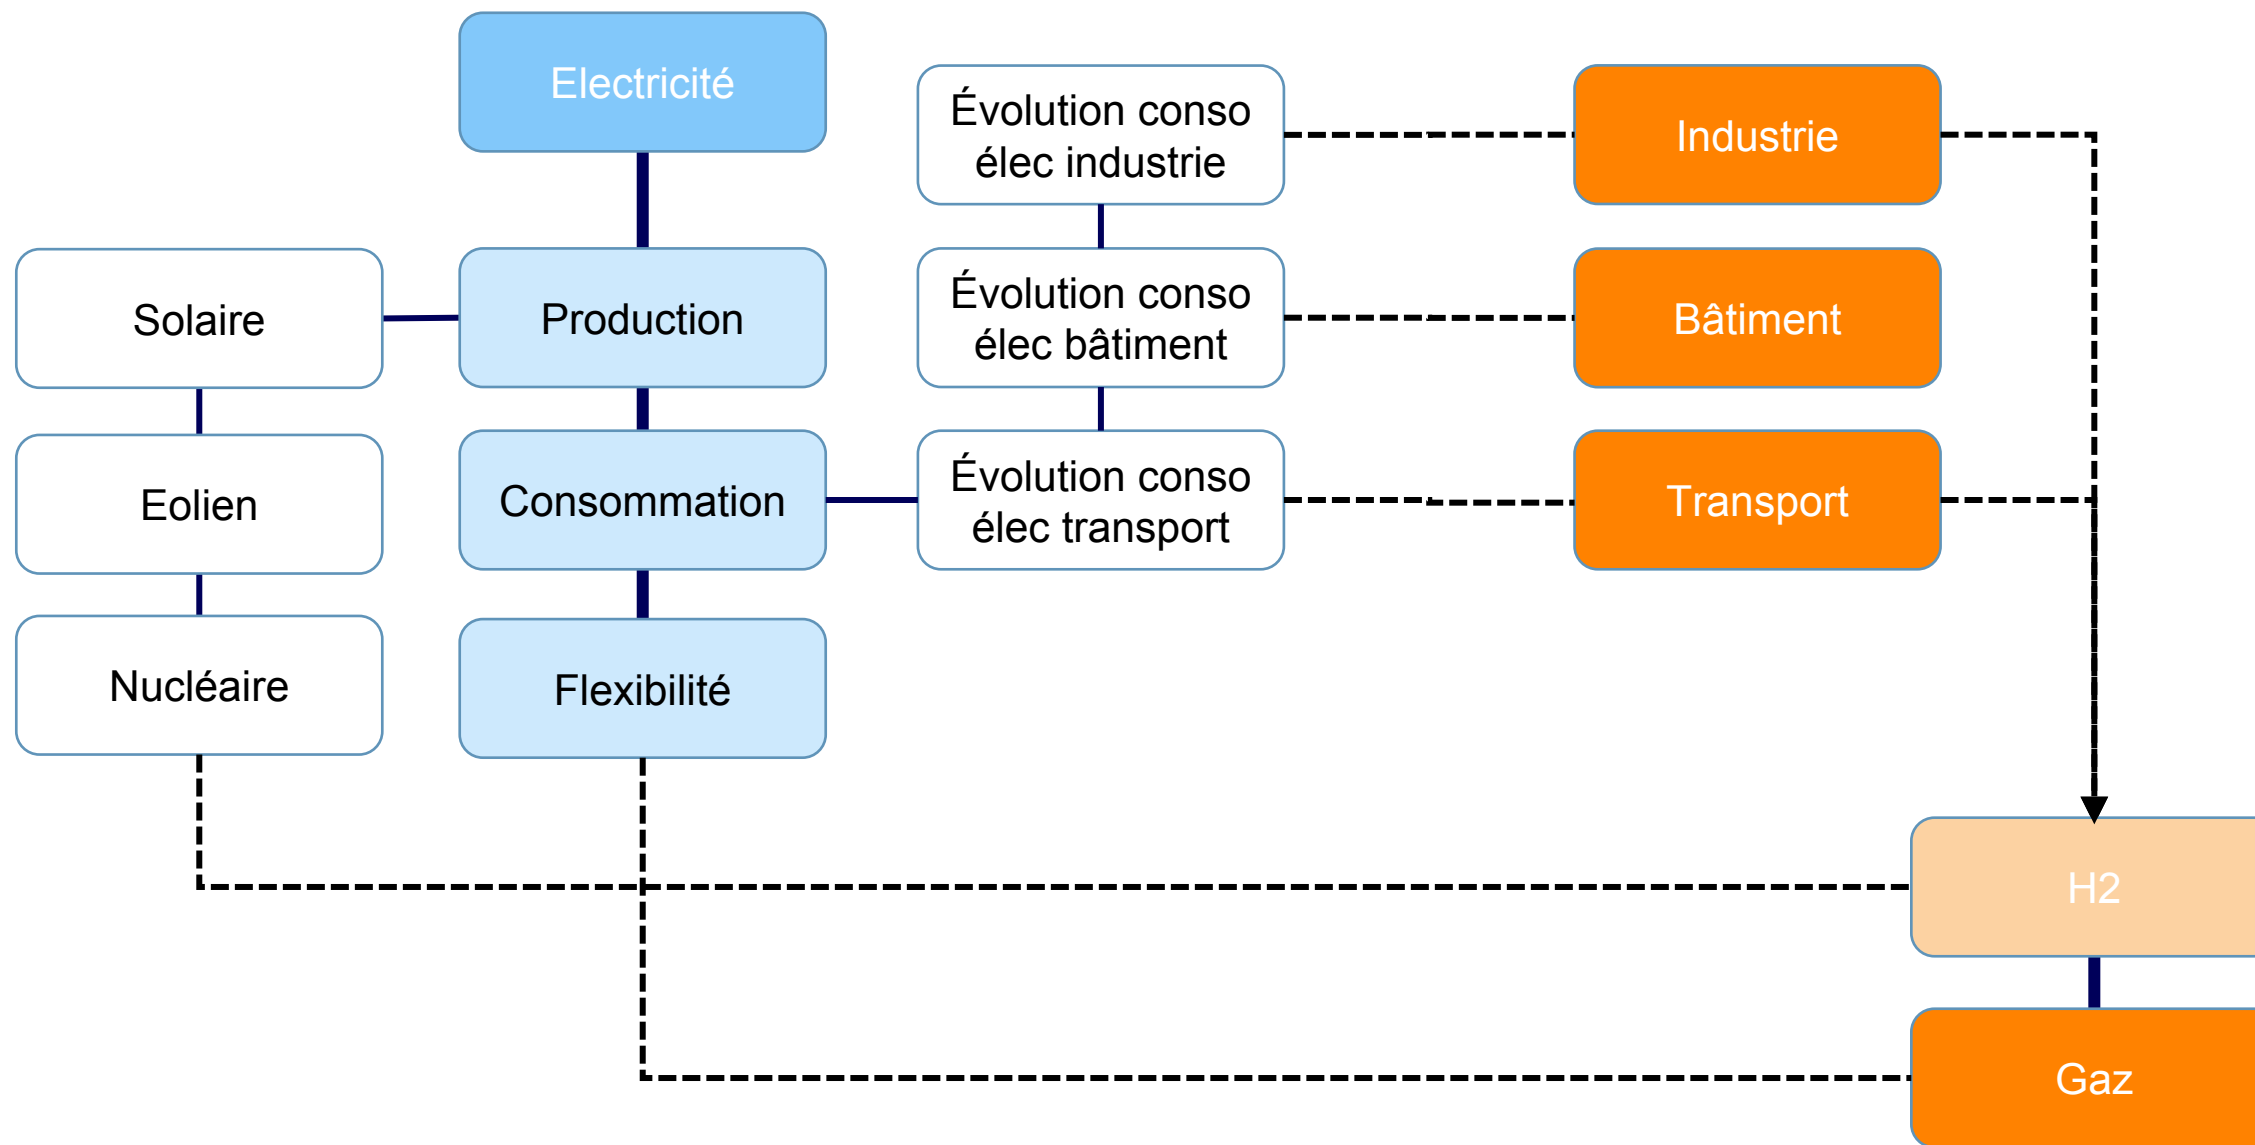 Electricité
Évolution conso
élec industrie
Industrie
Solaire
Production
Évolution conso
élec bâtiment
Bâtiment
Eolien
Consommation
Évolution conso
élec transport
Transport
Nucléaire
Flexibilité
H2
Gaz